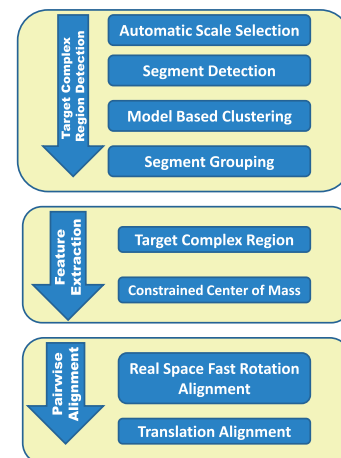 Target Complex
Region Detection
Automatic Scale Selection
Segment Detection
Model Based Clustering
Segment Grouping
Feature
Extraction
Target Complex Region
Constrained Center of Mass
Pairwise
Alignment
Real Space Fast Rotation
Alignment
Translation Alignment